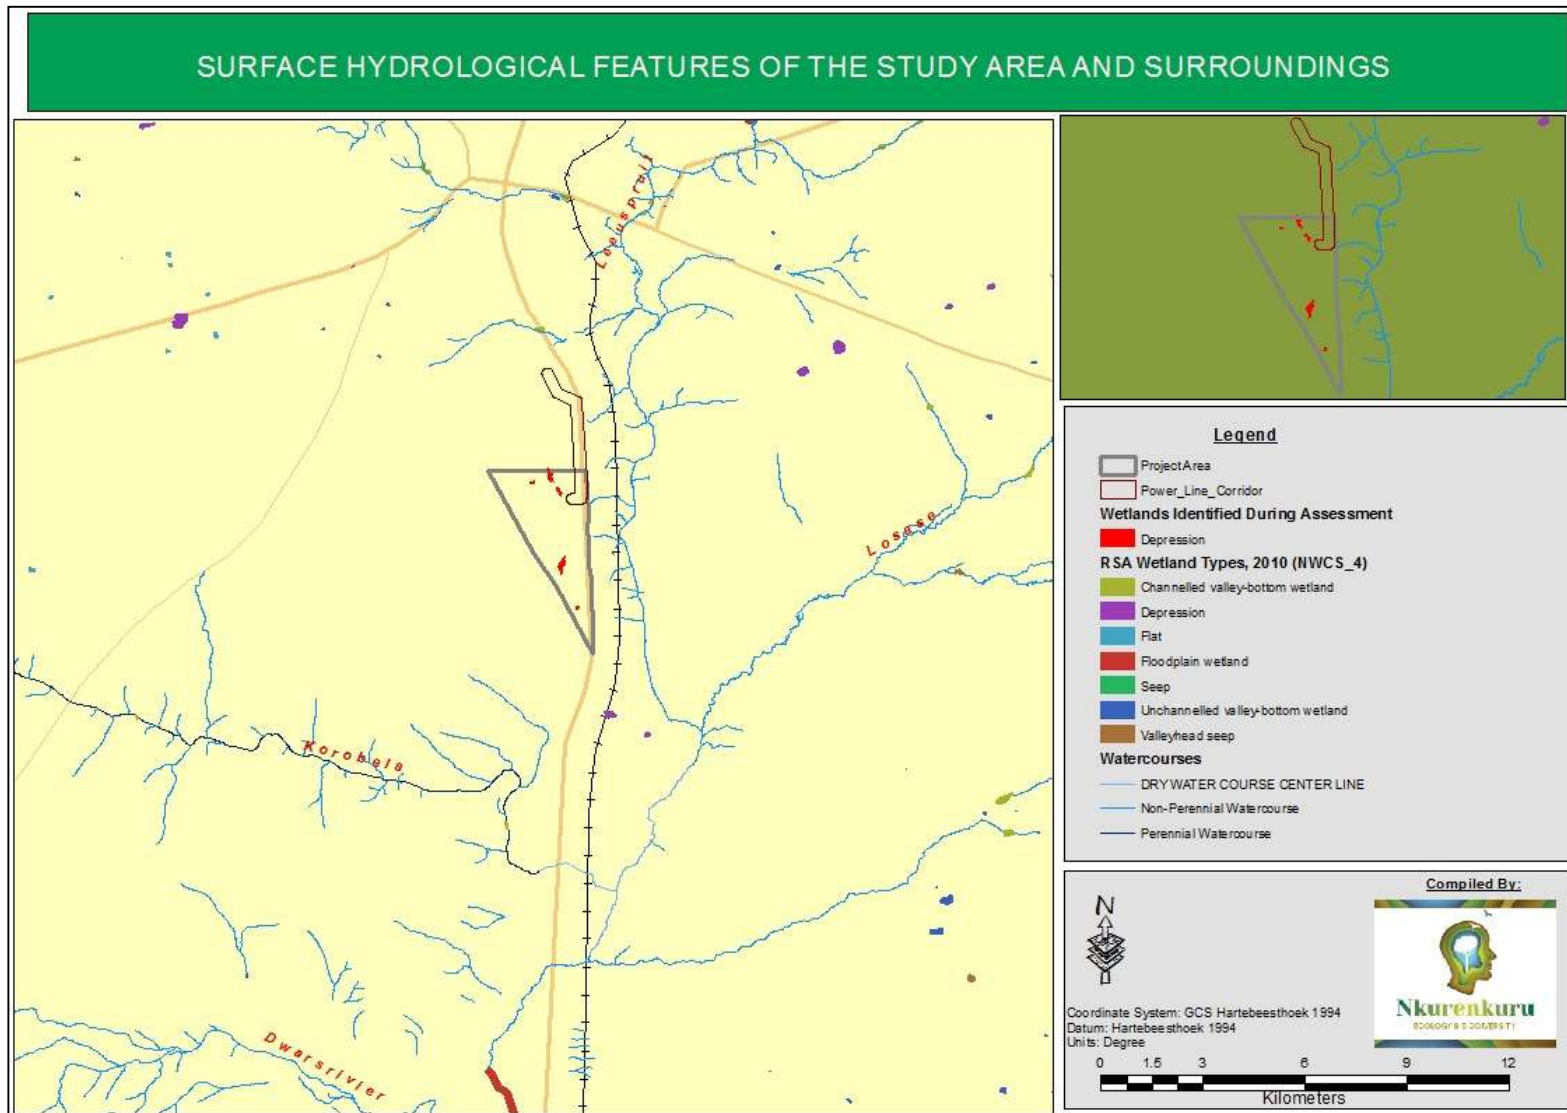 SURFACE HYDROLOGICAL FEATURES OF THE STUDY AREA AND SURROUNDINGS
Leeuspruit
Losase
Korobela
Dwarsrivier
Legend
Project Area
Power_Line_Corridor
Wetlands Identified During Assessment
Depression
RSA Wetland Types, 2010 (NWCS_4)
Channelled valley-bottom wetland
Depression
Flat
Floodplain wetland
Seep
Unchannelled valley-bottom wetland
Valleyhead seep
Watercourses
DRY WATER COURSE CENTER LINE
Non-Perennial Watercourse
Perennial Watercourse
N
Compiled By:
Nkurenkuru
ECOLOGY & BIODIVERSITY
Coordinate System: GCS Hartebeesthoek 1994
Datum: Hartebeesthoek 1994
Units: Degree
0 1.5 3 6 9 12
Kilometers